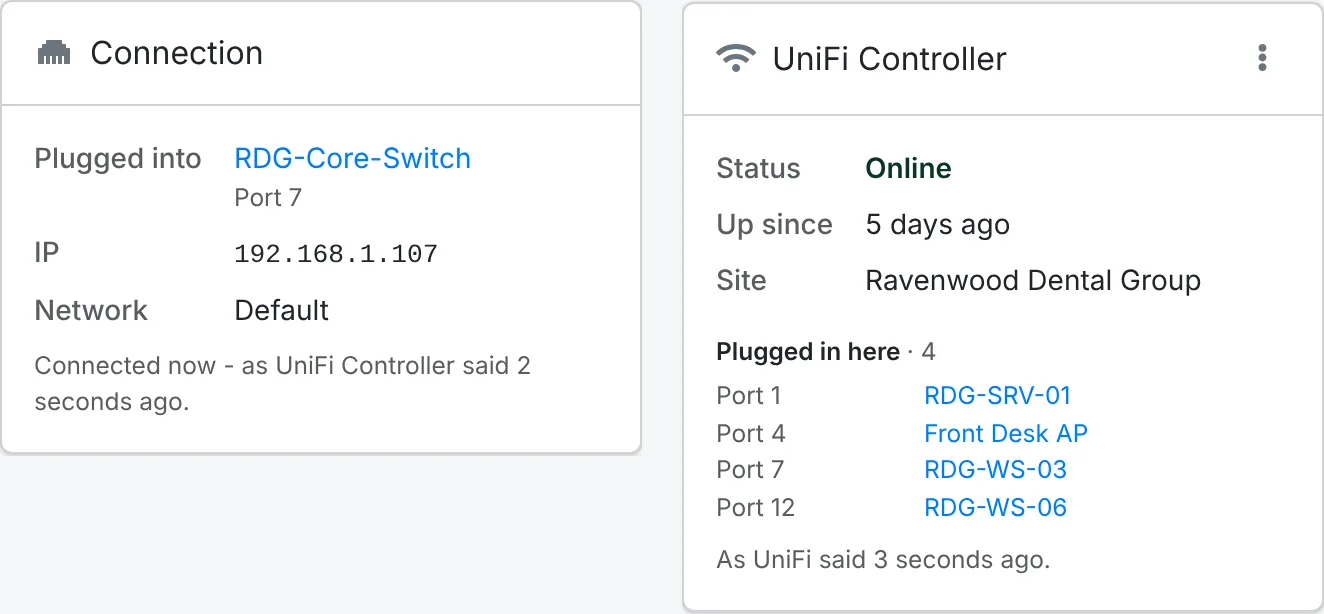 Connection
Plugged into RDG-Core-Switch
Port 7
IP 192.168.1.107
Network Default
Connected now - as UniFi Controller said 2
seconds ago.
UniFi Controller
Status Online
Up since 5 days ago
Site Ravenwood Dental Group
Plugged in here · 4
Port 1 RDG-SRV-01
Port 4 Front Desk AP
Port 7 RDG-WS-03
Port 12 RDG-WS-06
As UniFi said 3 seconds ago.